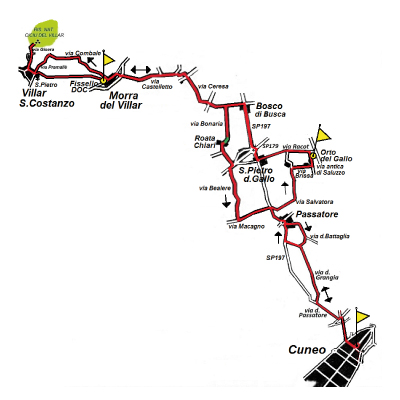 RIS. NAT.
CIÒU DEL VILLAR
via Gisera
via Combale
via Pramallè
S.Pietro
Fissello
DOC
Villar
S.Costanzo
Morra
del Villar
via
Castelletto
via Ceresa
Bosco
di Busca
via Bonaria
SP197
Roata
Chiari
SP179
via Rocot
Orto
del Gallo
S.Pietro
d.Gallo
via
Brissa
via antica
di Saluzzo
via Bealere
via Salvatora
Passatore
via Macagno
via d.Battaglia
SP197
via d.
Grangia
via d.
Passatore
Cuneo